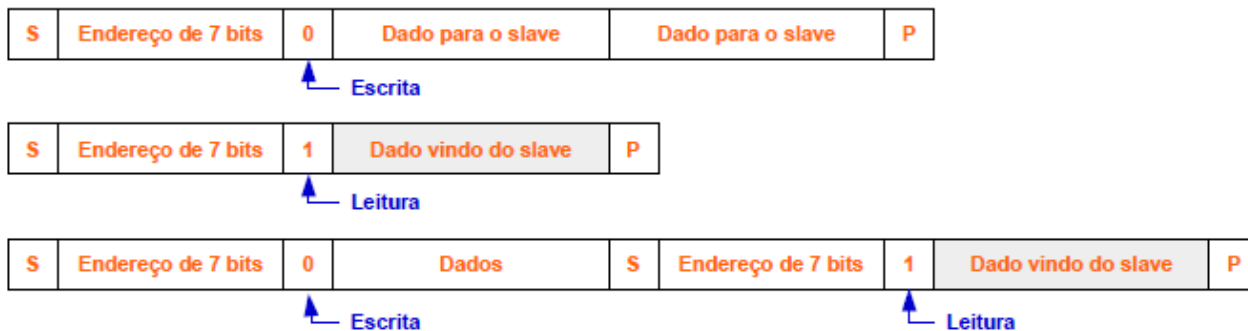 S Endereço de 7 bits 0 Dado para o slave Dado para o slave P
Escrita
S Endereço de 7 bits 1 Dado vindo do slave P
Leitura
S Endereço de 7 bits 0 Dados S Endereço de 7 bits 1 Dado vindo do slave P
Escrita Leitura